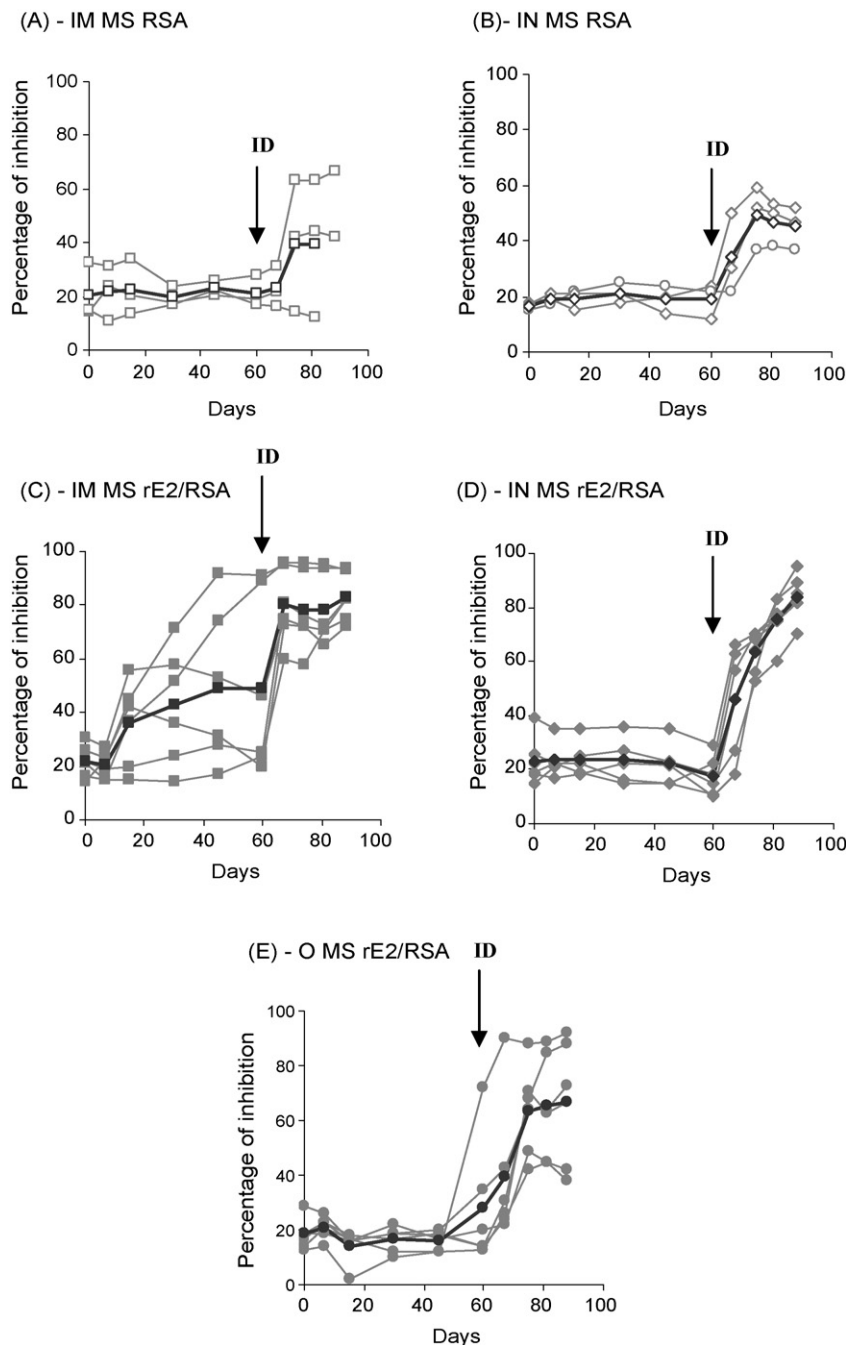 (A) - IM MS RSA
(B)- IN MS RSA
Percentage of inhibition
100
80
60
40
20
0
ID
0 20 40 60 80 100
Days
Percentage of inhibition
100
80
60
40
20
0
ID
0 20 40 60 80 100
Days
(C) - IM MS rE2/RSA
ID
(D) - IN MS rE2/RSA
ID
Percentage of inhibition
100
80
60
40
20
0
0 20 40 60 80 100
Days
Percentage of inhibition
100
80
60
40
20
0
0 20 40 60 80 100
Days
(E) - O MS rE2/RSA ID
Percentage of inhibition
100
80
60
40
20
0
0 20 40 60 80 100
Days